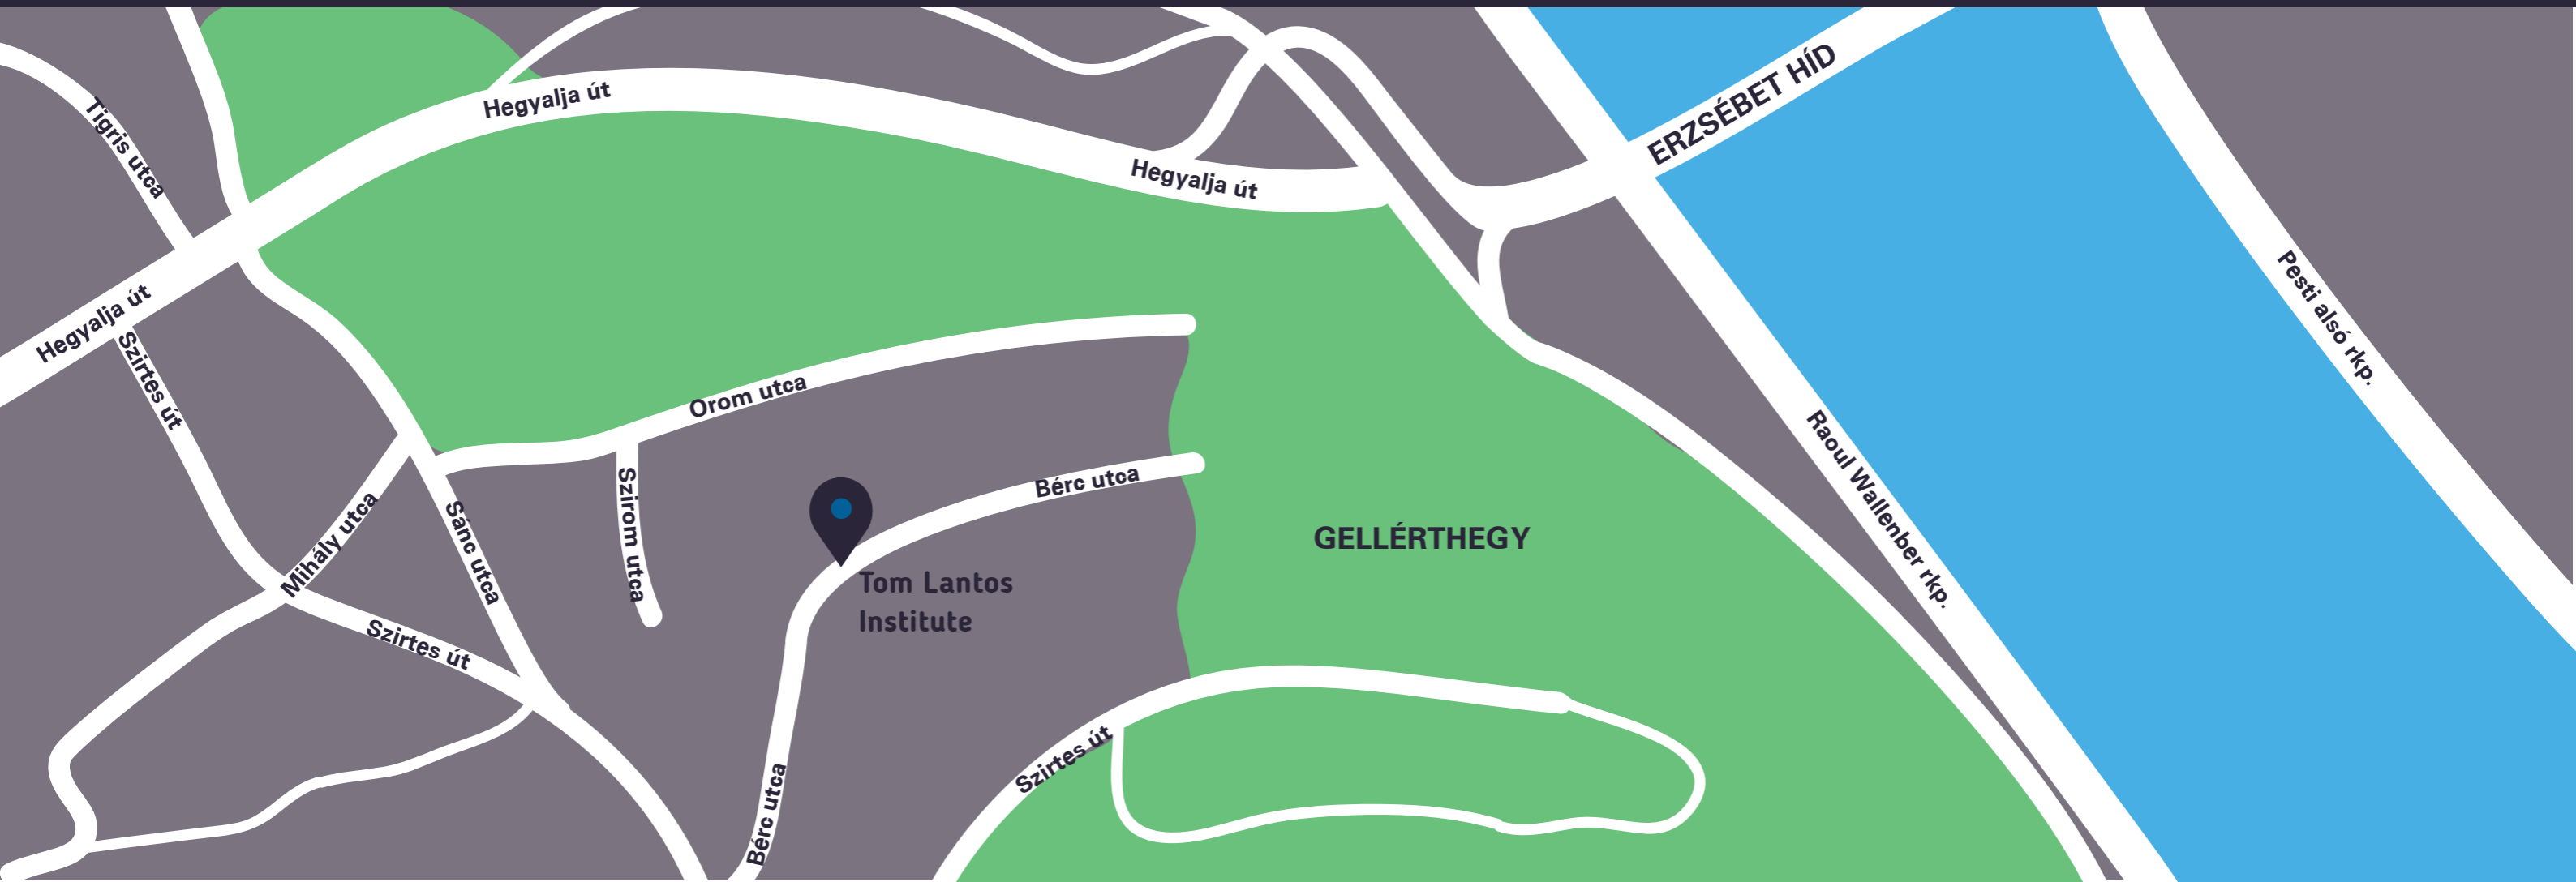 ERZSÉBET HÍD
Hegyalja út
Tigris utca
Hegyalja út
Hegyalja út
Pesti alsó rkp.
Szirtes út
Orom utca
Raoul Wallenber rkp.
Bérc utca
Szirom utca
Mihály utca
Sánc utca
GELLÉRTHEGY
Tom Lantos
Institute
Szirtes út
Szirtes út
Bérc utca